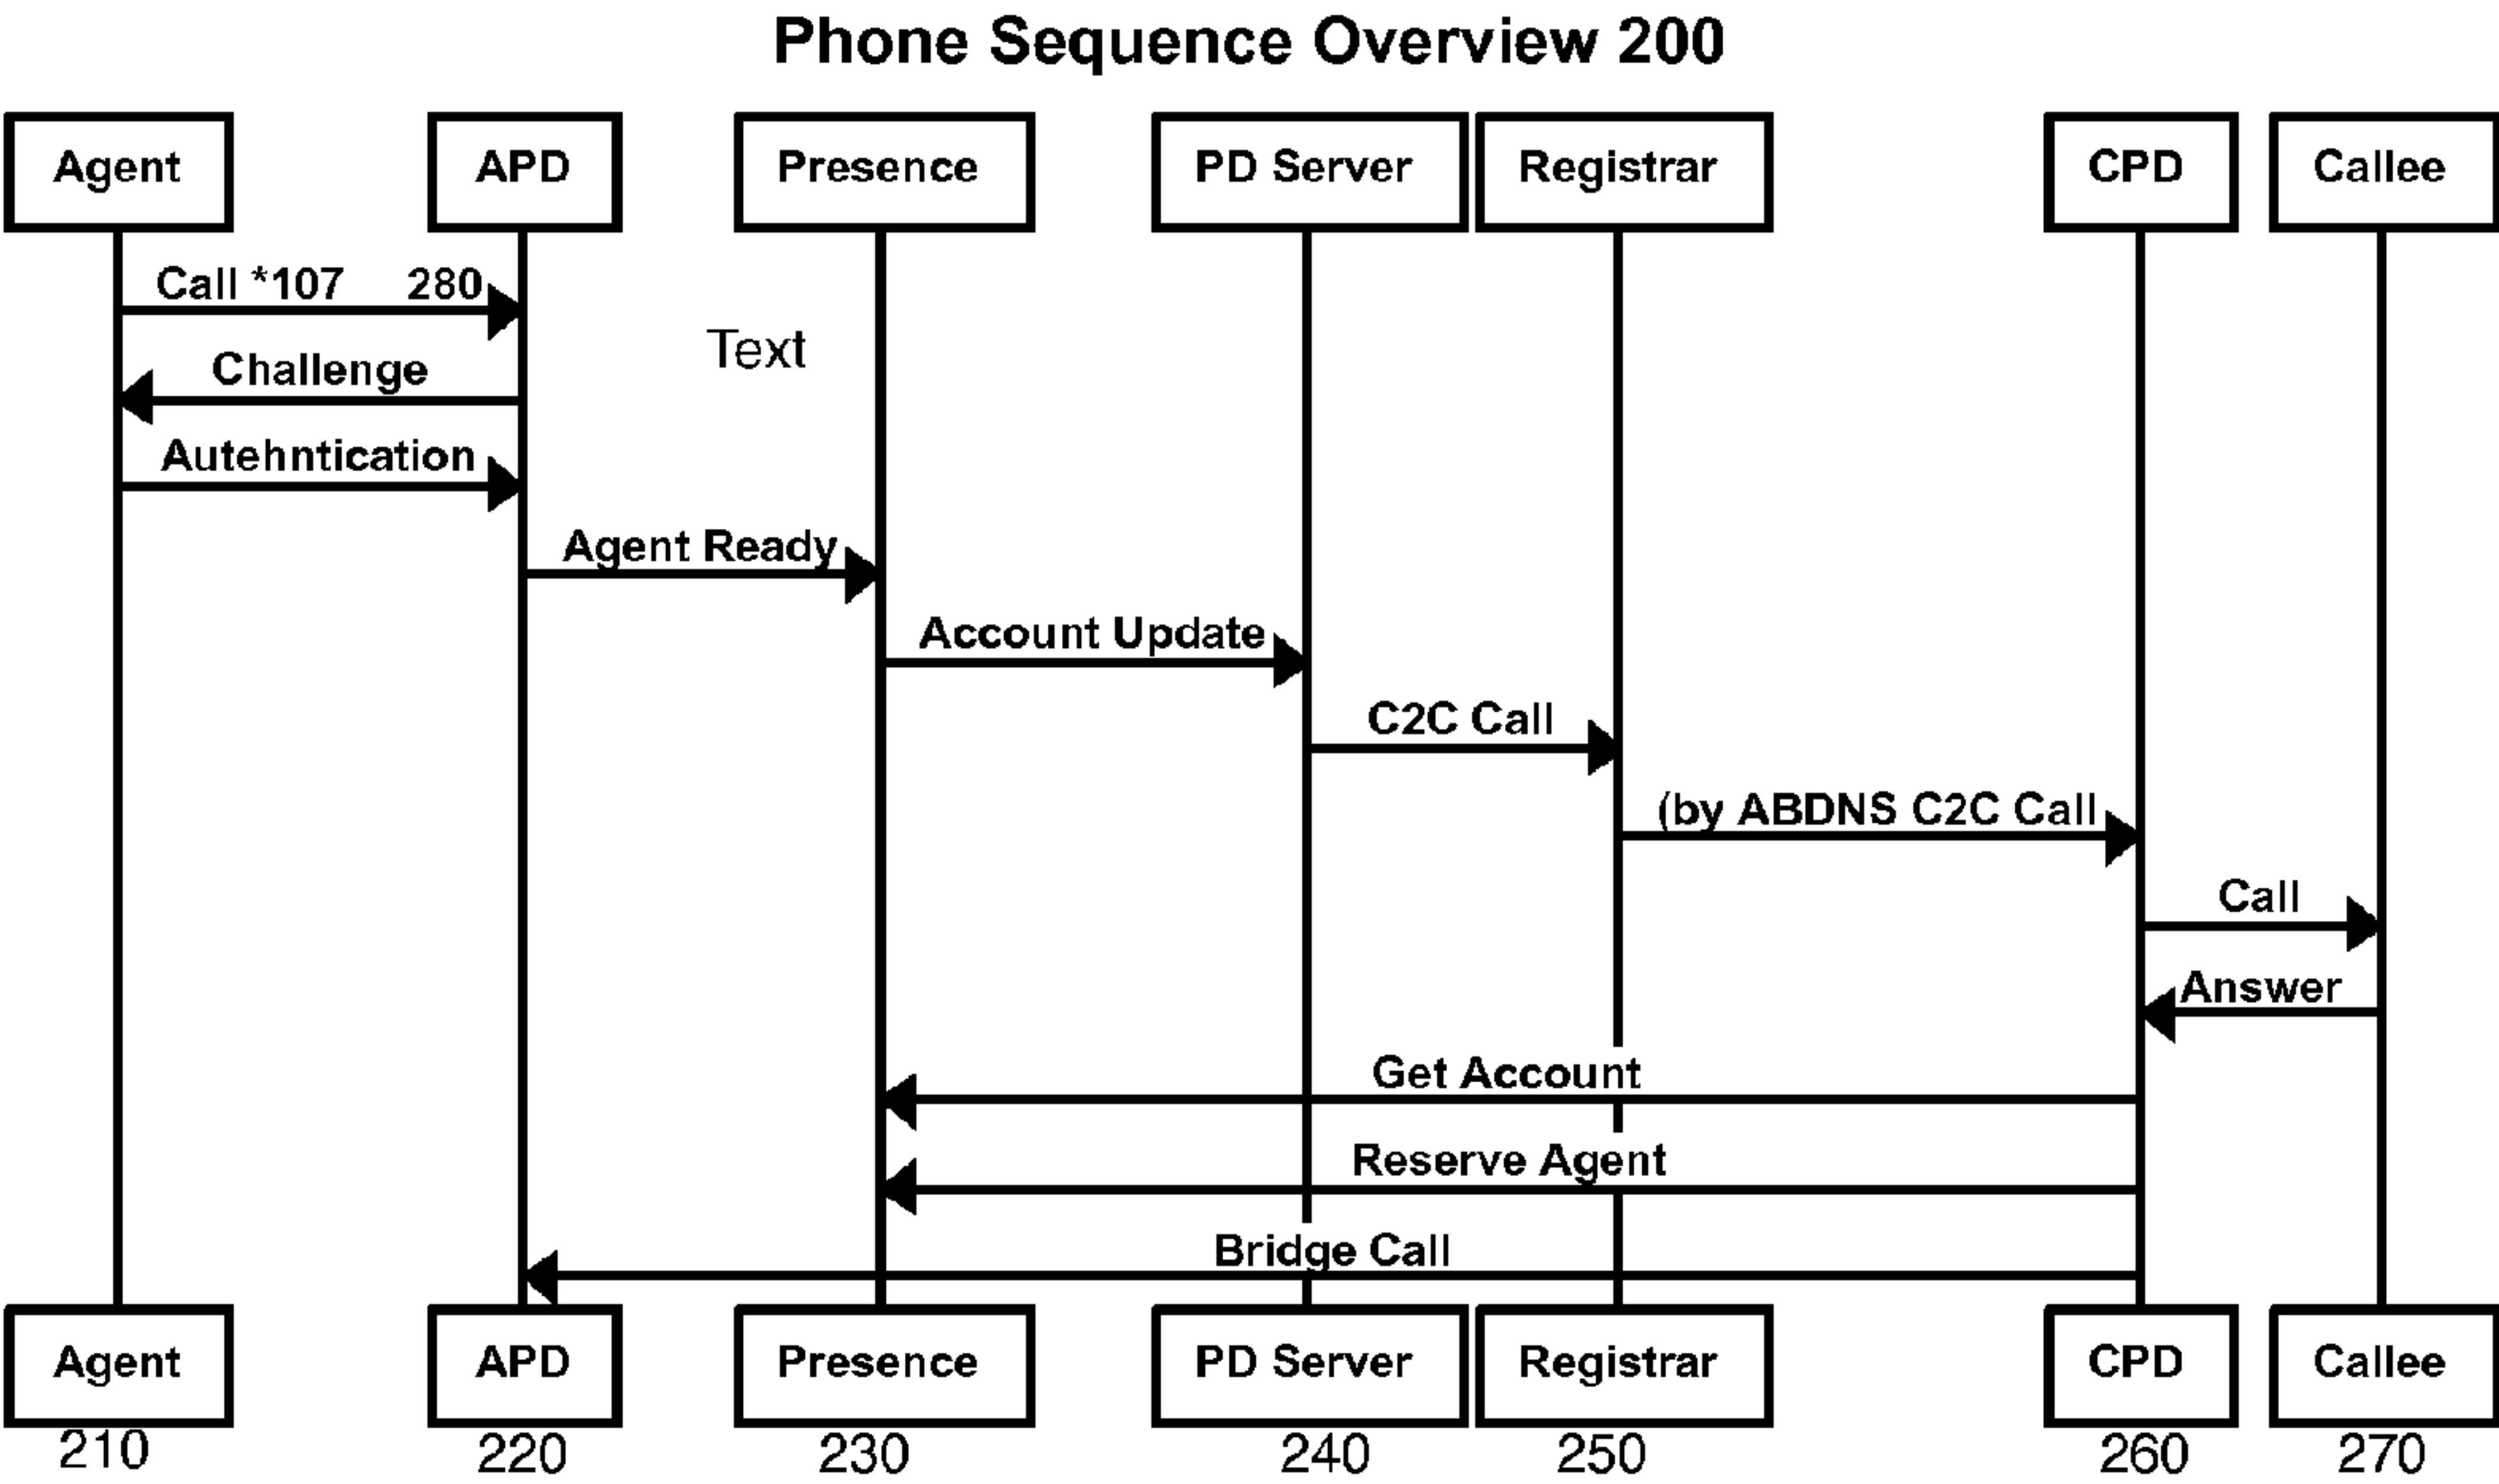 Phone Sequence Overview 200
Agent APD Presence PD Server Registrar CPD Callee
Call *107 280
Text
Challenge
Autehntication
Agent Ready
Account Update
C2C Call
(by ABDNS C2C Call
Call
Answer
Get Account
Reserve Agent
Bridge Call
Agent APD Presence PD Server Registrar CPD Callee
210 220 230 240 250 260 270